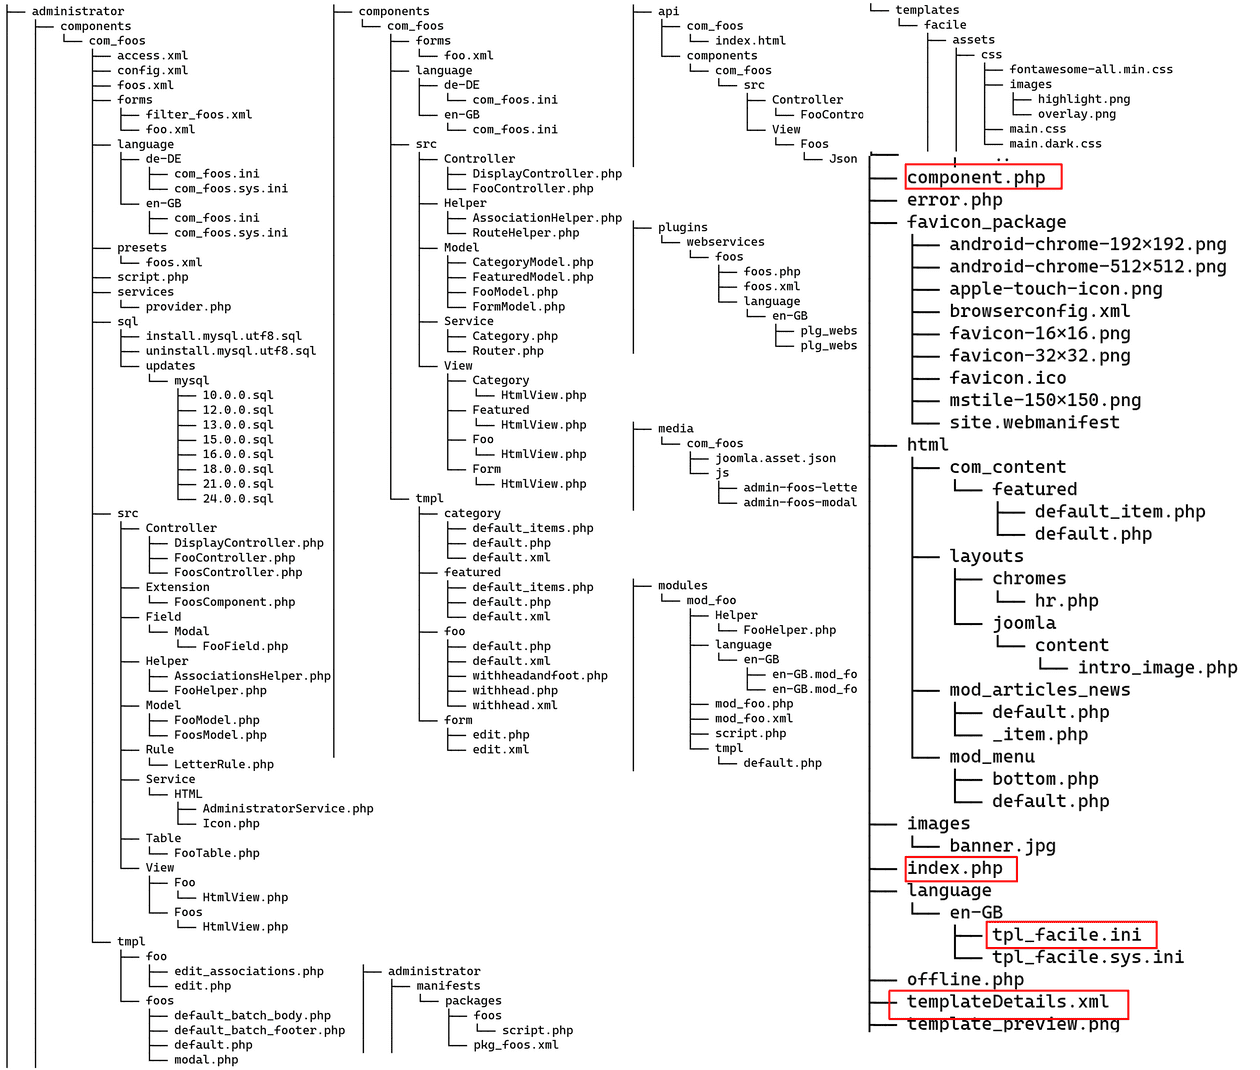 administrator
components
com_foos
access.xml
config.xml
foos.xml
forms
filter_foos.xml
foo.xml
language
de-DE
com_foos.ini
com_foos.sys.ini
en-GB
com_foos.ini
com_foos.sys.ini
presets
foos.xml
script.php
services
provider.php
sql
install.mysql.utf8.sql
uninstall.mysql.utf8.sql
updates
mysql
10.0.0.sql
12.0.0.sql
13.0.0.sql
15.0.0.sql
16.0.0.sql
18.0.0.sql
21.0.0.sql
24.0.0.sql
src
Controller
DisplayController.php
FooController.php
FoosController.php
Extension
FoosComponent.php
Field
Modal
FooField.php
Helper
AssociationsHelper.php
FooHelper.php
Model
FooModel.php
FoosModel.php
Rule
LetterRule.php
Service
HTML
AdministratorService.php
Icon.php
Table
FooTable.php
View
Foo
HtmlView.php
Foos
HtmlView.php
tmpl
foo
edit_associations.php
edit.php
foos
default_batch_body.php
default_batch_footer.php
default.php
modal.php
components
com_foos
forms
foo.xml
language
de-DE
com_foos.ini
en-GB
com_foos.ini
src
Controller
DisplayController.php
FooController.php
Helper
AssociationHelper.php
RouteHelper.php
Model
CategoryModel.php
FeaturedModel.php
FooModel.php
FormModel.php
Service
Category.php
Router.php
View
Category
HtmlView.php
Featured
HtmlView.php
Foo
HtmlView.php
Form
HtmlView.php
tmpl
category
default_items.php
default.php
default.xml
featured
default_items.php
default.php
default.xml
foo
default.php
default.xml
withheadandfoot.php
withhead.php
withhead.xml
form
edit.php
edit.xml
administrator
manifests
packages
foos
script.php
pkg_foos.xml
api
com_foos
index.html
components
com_foos
src
Controller
FooContro
View
Foos
Json
plugins
webservices
foos
foos.php
foos.xml
language
en-GB
plg_webs
plg_webs
media
com_foos
joomla.asset.json
js
admin-foos-lette
admin-foos-modal
modules
mod_foo
Helper
FooHelper.php
language
en-GB
en-GB.mod_fo
en-GB.mod_fo
mod_foo.php
mod_foo.xml
script.php
tmpl
default.php
templates
facile
assets
css
fontawesome-all.min.css
images
highlight.png
overlay.png
main.css
main.dark.css
..
component.php
error.php
favicon_package
android-chrome-192×192.png
android-chrome-512×512.png
apple-touch-icon.png
browserconfig.xml
favicon-16×16.png
favicon-32×32.png
favicon.ico
mstile-150×150.png
site.webmanifest
html
com_content
featured
default_item.php
default.php
layouts
chromes
hr.php
joomla
content
intro_image.php
mod_articles_news
default.php
_item.php
mod_menu
bottom.php
default.php
images
banner.jpg
index.php
language
en-GB
tpl_facile.ini
tpl_facile.sys.ini
offline.php
templateDetails.xml
template_preview.png